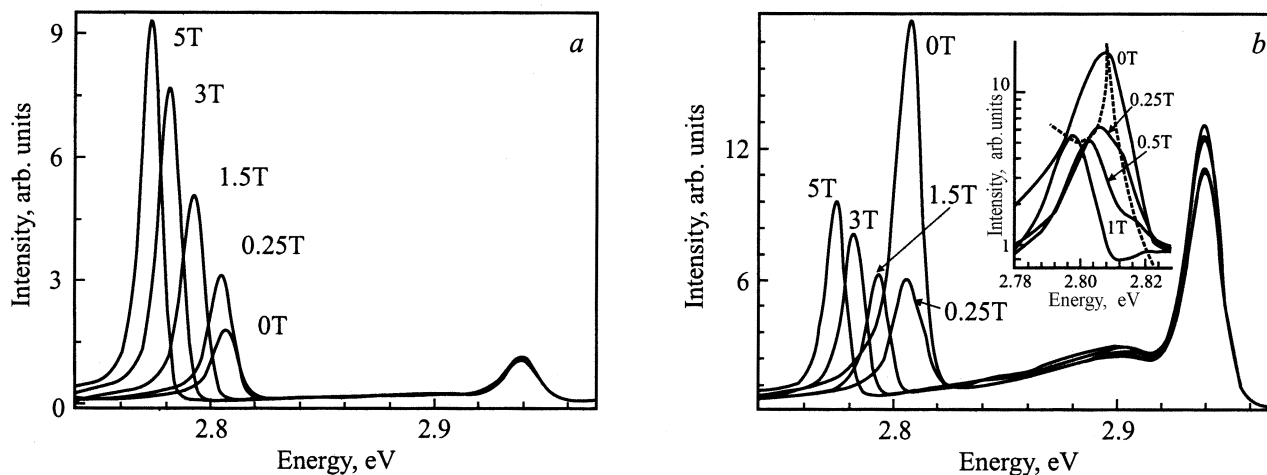 a
9
6
3
0
Intensity, arb. units
5T
3T
1.5T
0.25T
0T
2.8
2.9
Energy, eV
b
12
6
Intensity, arb. units
5T
3T
1.5T
0T
0.25T
2.8
2.9
Energy, eV
10
1
Intensity, arb. units
0T
0.25T
0.5T
1T
2.78
2.80
2.82
Energy, eV